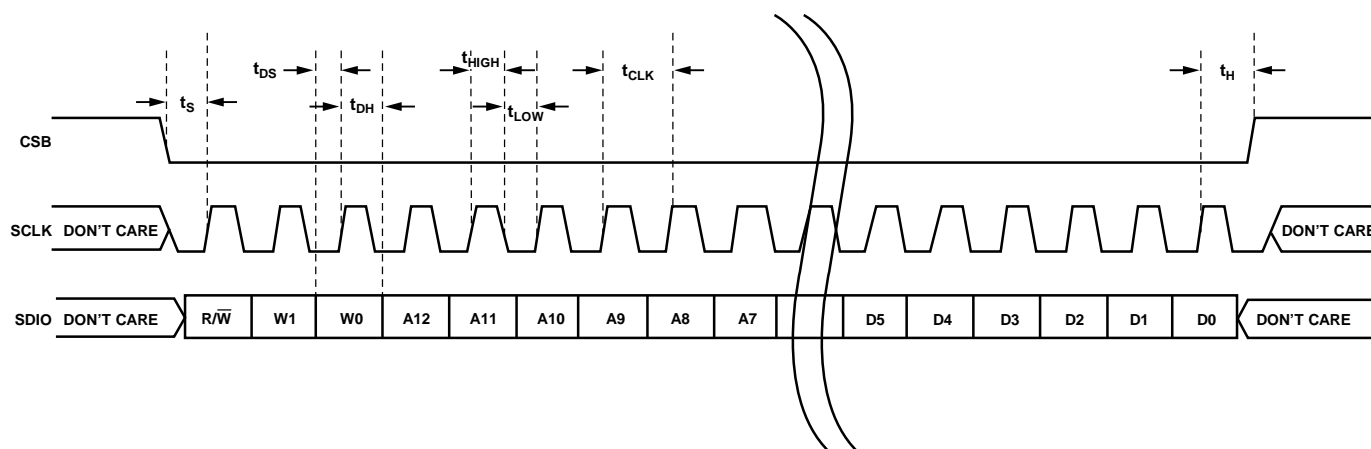 tDS
tHIGH
tCLK
tH
tS
tDH
tLOW
CSB
SCLK DON'T CARE
DON'T CARE
SDIO DON'T CARE R/W̅ W1 W0 A12 A11 A10 A9 A8 A7 D5 D4 D3 D2 D1 D0 DON'T CARE